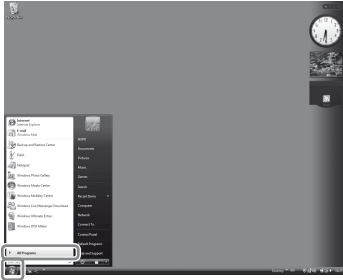 Internet
Internet Explorer
E-mail
Windows Mail
Backup and Restore Center
Paint
Notepad
Windows Photo Gallery
Windows Media Center
Windows Mobility Center
Windows Live Messenger Download
Windows Ultimate Extras
Windows DVD Maker
All Programs
Documents
Pictures
Music
Games
Search
Recent Items
Computer
Network
Connect To
Control Panel
Default Programs
and Support
Desktop